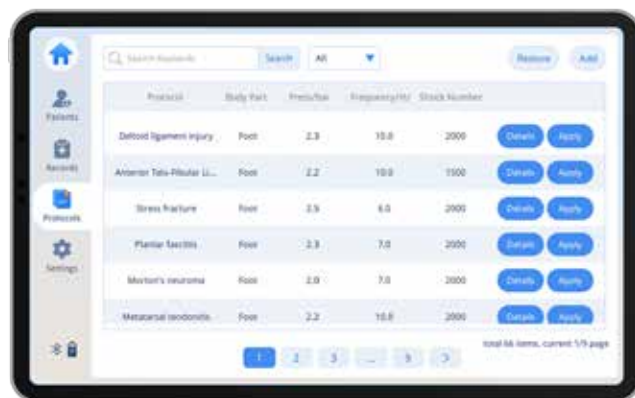 Search Keywords Search All Restore Add
Patients
Records
Protocols
Settings
Protocol Body Part Press/bar Frequency/Hz Shock Number
Deltoid ligament injury Foot 2.3 10.0 2000 Details Apply
Anterior Talo-Fibular Li... Foot 2.2 10.0 1500 Details Apply
Stress fracture Foot 2.5 6.0 2000 Details Apply
Plantar fasciitis Foot 2.3 7.0 2000 Details Apply
Morton's neuroma Foot 2.0 7.0 2000 Details Apply
Metatarsal tendonitis Foot 2.2 10.0 2000 Details Apply
1 2 3 ... 9 >
total 66 items, current 1/9 page